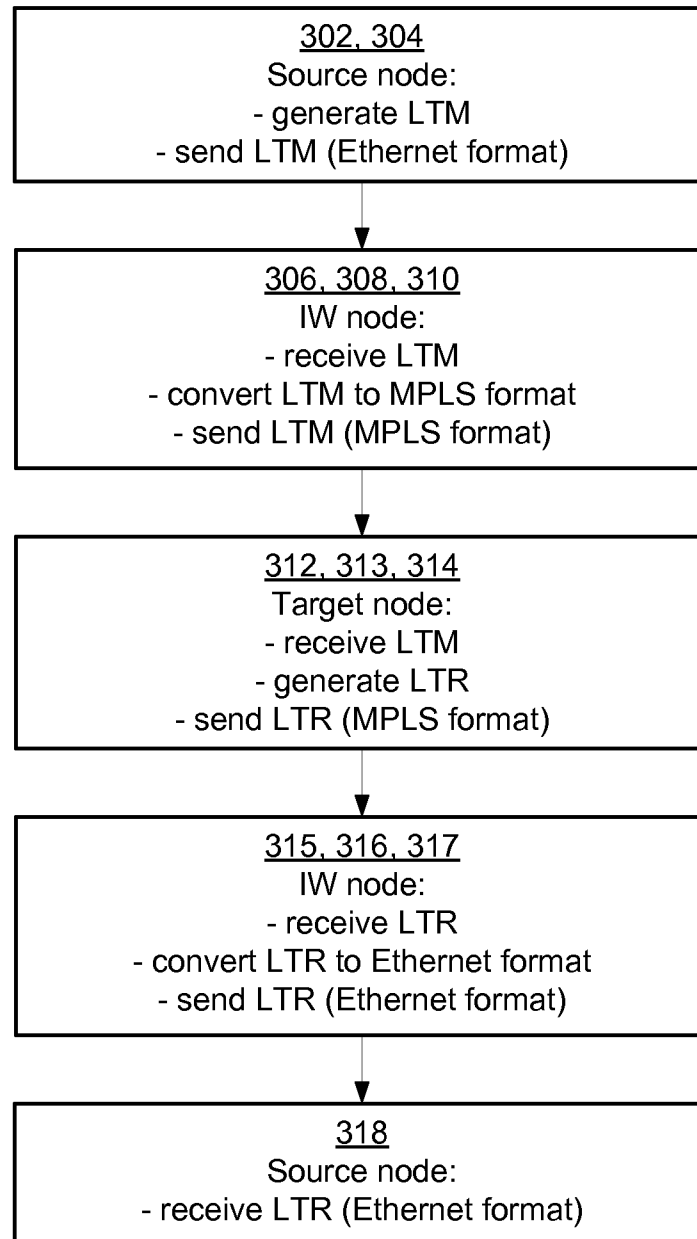 302, 304
Source node:
- generate LTM
- send LTM (Ethernet format)
306, 308, 310
IW node:
- receive LTM
- convert LTM to MPLS format
- send LTM (MPLS format)
312, 313, 314
Target node:
- receive LTM
- generate LTR
- send LTR (MPLS format)
315, 316, 317
IW node:
- receive LTR
- convert LTR to Ethernet format
- send LTR (Ethernet format)
318
Source node:
- receive LTR (Ethernet format)